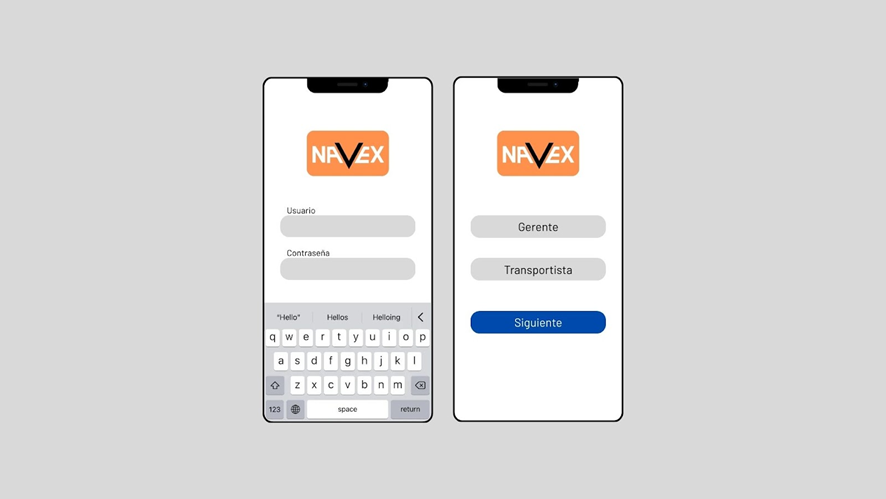 NAVEX
Usuario
Contraseña
"Hello" Hellos Helloing
q w e r t y u i o p
a s d f g h j k l
z x c v b n m
123 space return
NAVEX
Gerente
Transportista
Siguiente